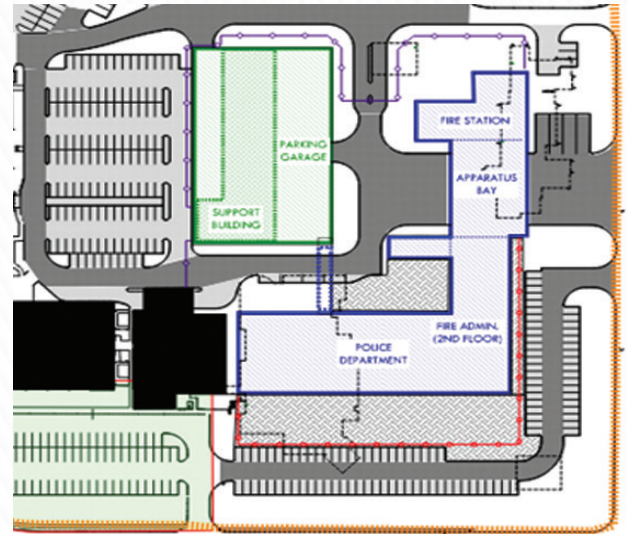 FIRE STATION
PARKING
GARAGE
APPARATUS
BAY
SUPPORT
BUILDING
FIRE ADMIN.
(2ND FLOOR)
POLICE
DEPARTMENT